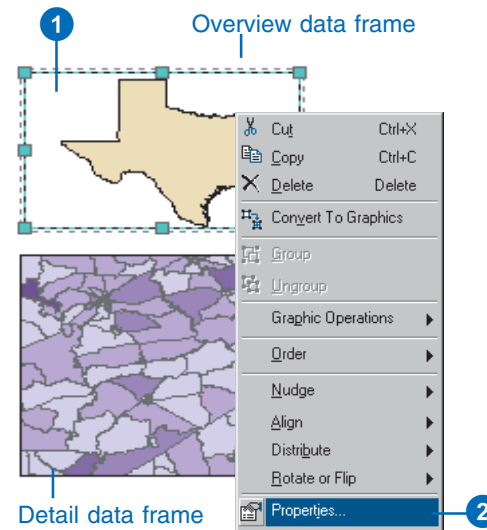 1
Overview data frame
Cut Ctrl+X
Copy Ctrl+C
Delete Delete
Convert To Graphics
Group
Ungroup
Graphic Operations
Order
Nudge
Align
Distribute
Rotate or Flip
Properties...
2
Detail data frame